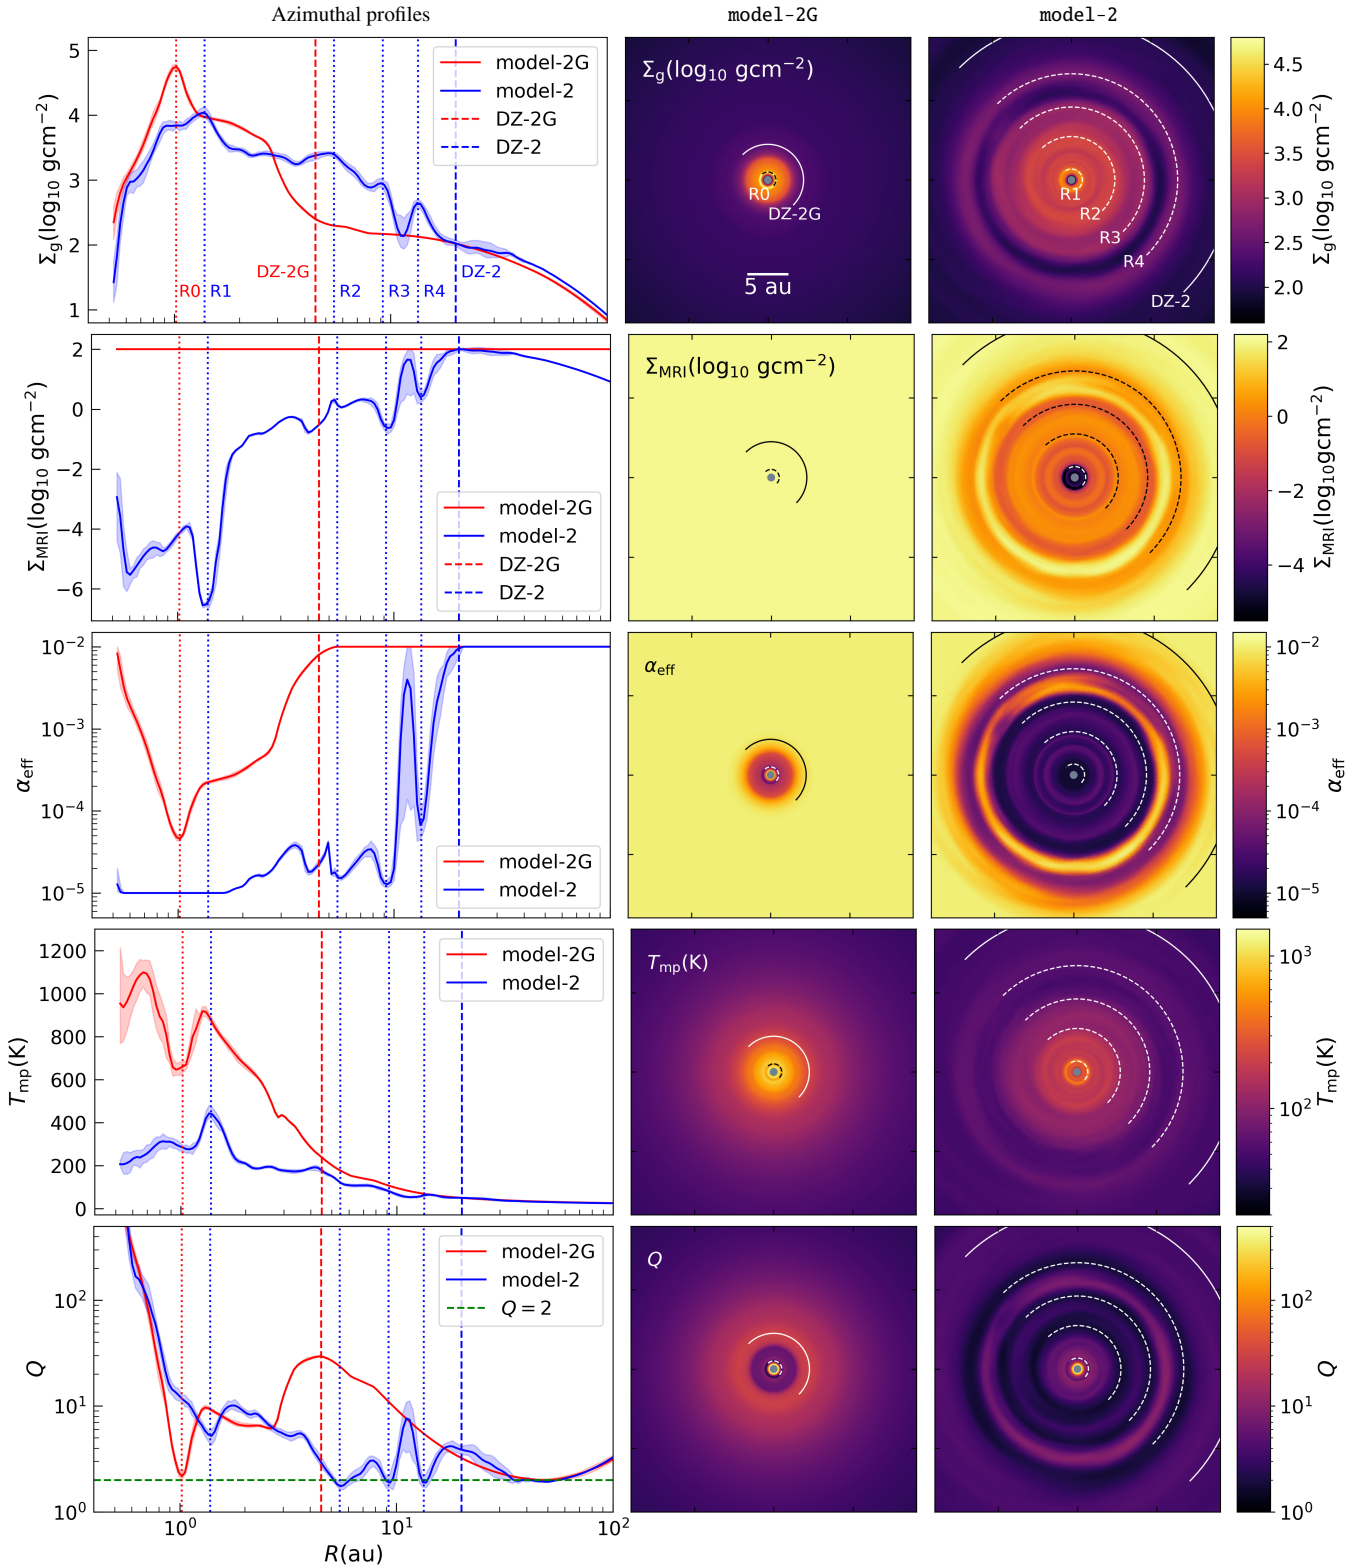 Azimuthal profiles
model-2G
model-2
Σg(log10 gcm−2)
5
4
3
2
1
model-2G
model-2
DZ-2G
DZ-2
R0
R1
DZ-2G
R2
R3
R4
DZ-2
Σg(log10 gcm−2)
R0
DZ-2G
5 au
R1
R2
R3
R4
DZ-2
4.5
4.0
3.5
3.0
2.5
2.0
Σg(log10 gcm−2)
ΣMRI(log10 gcm−2)
2
0
−2
−4
−6
model-2G
model-2
DZ-2G
DZ-2
ΣMRI(log10 gcm−2)
2
0
−2
−4
ΣMRI(log10gcm−2)
αeff
10−2
10−3
10−4
10−5
model-2G
model-2
αeff
10−2
10−3
10−4
10−5
αeff
Tmp(K)
1200
1000
800
600
400
200
0
model-2G
model-2
Tmp(K)
103
102
Tmp(K)
Q
102
101
100
model-2G
model-2
Q = 2
100
101
102
R(au)
Q
102
101
100
Q